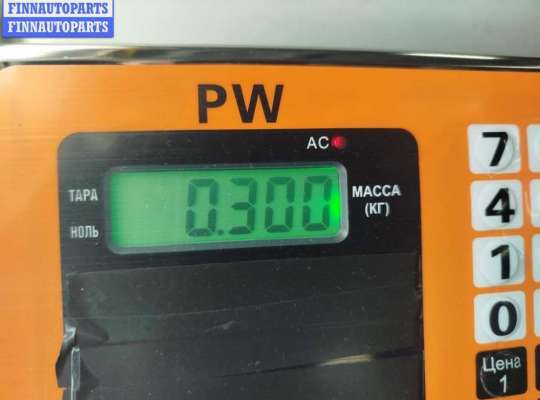 FINNAUTOPARTS
FINNAUTOPARTS
PW
AC
ТАРА
НОЛЬ
0.300
МАССА
(КГ)
7
4
1
0
Цена
1